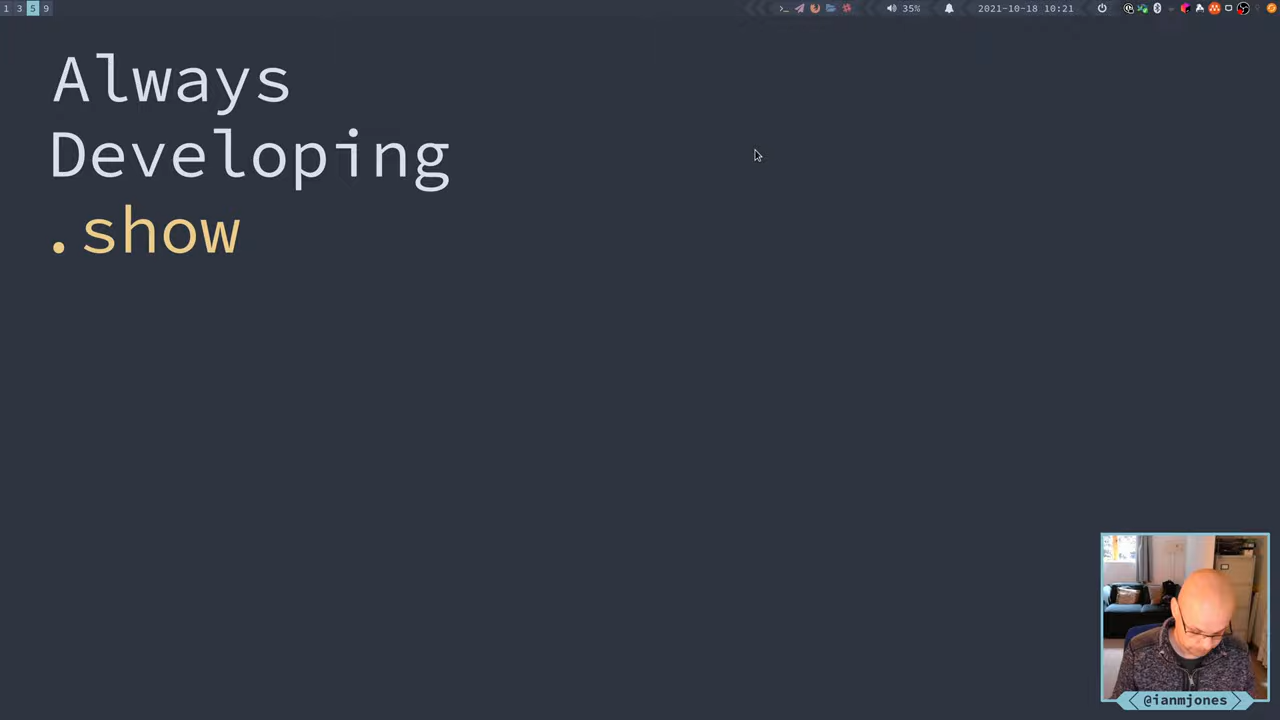 1 3 5 9
35%
2021-10-18 10:21
Always
Developing
.show
@ianmjones